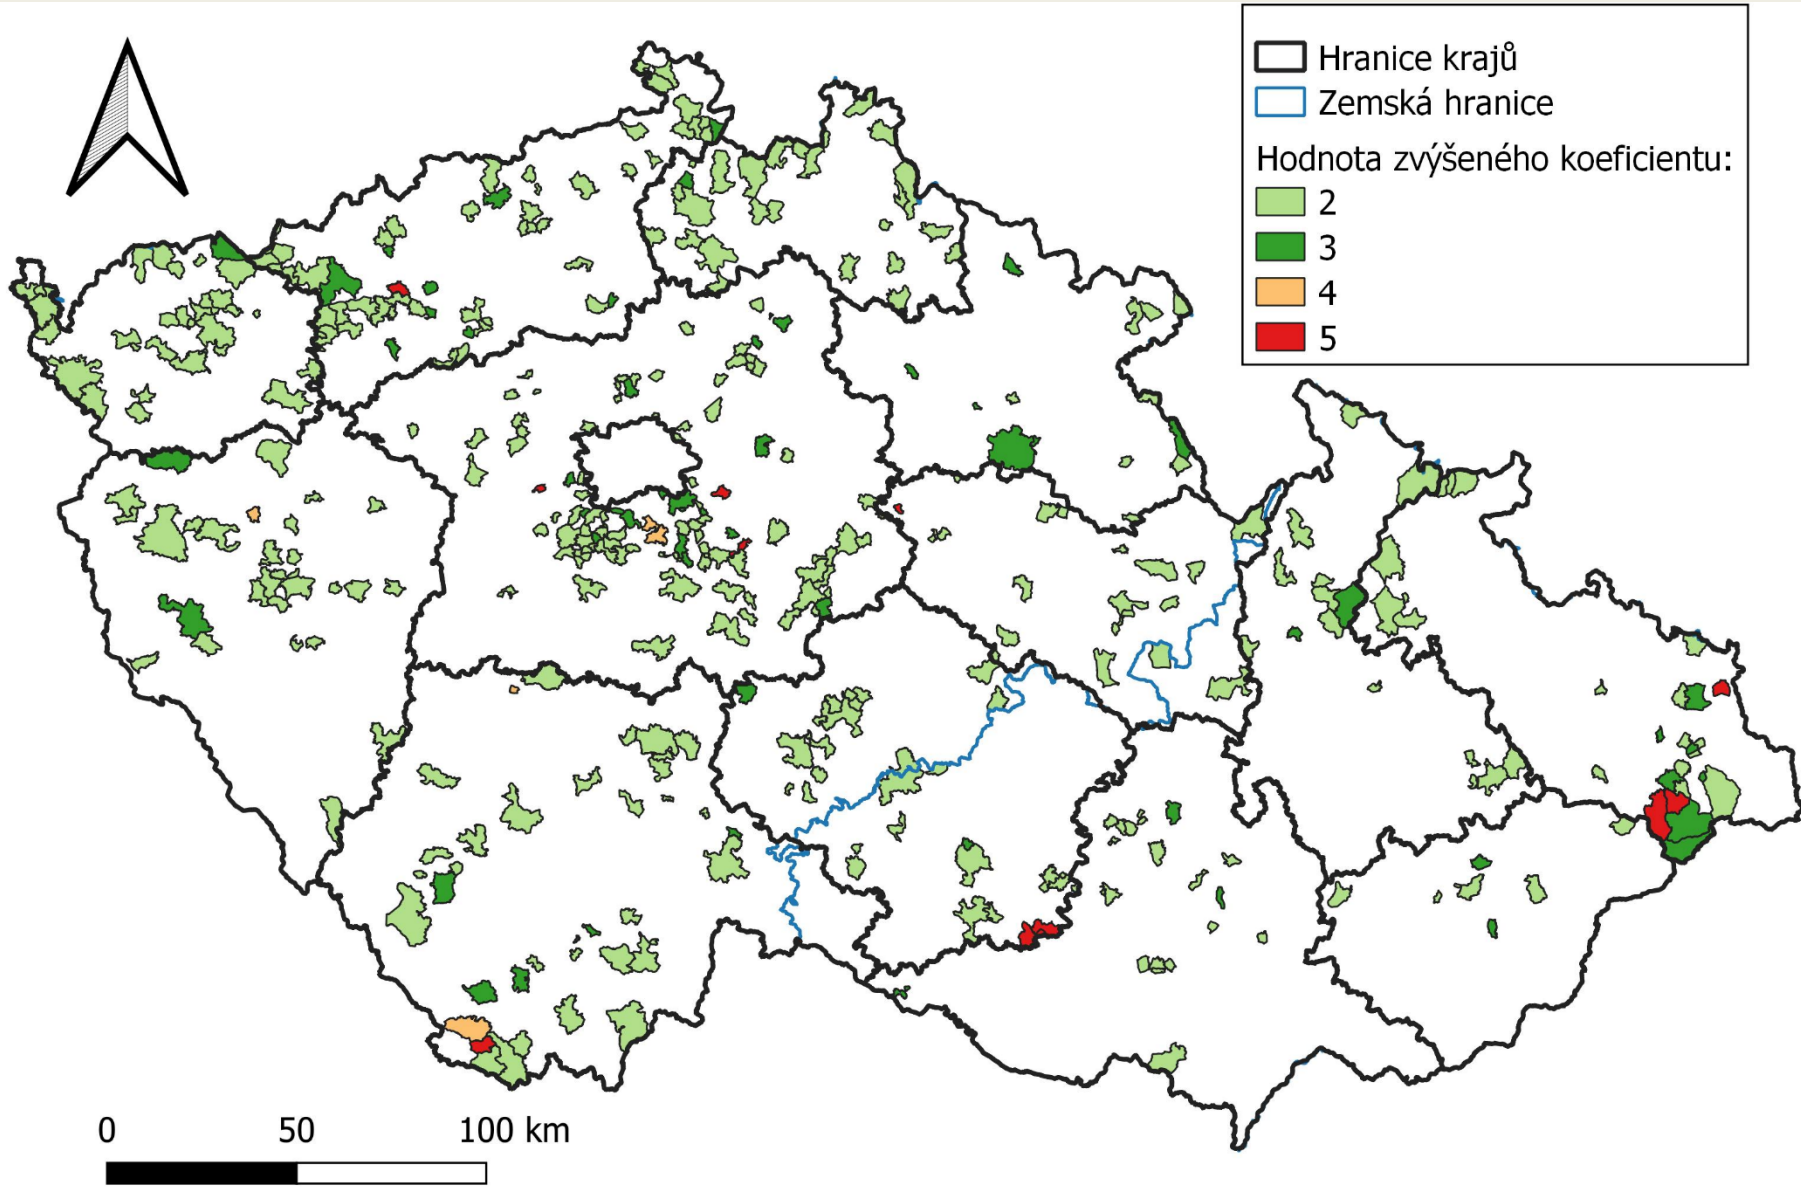 Hranice krajů
Zemská hranice
Hodnota zvýšeného koeficientu:
2
3
4
5
0 50 100 km